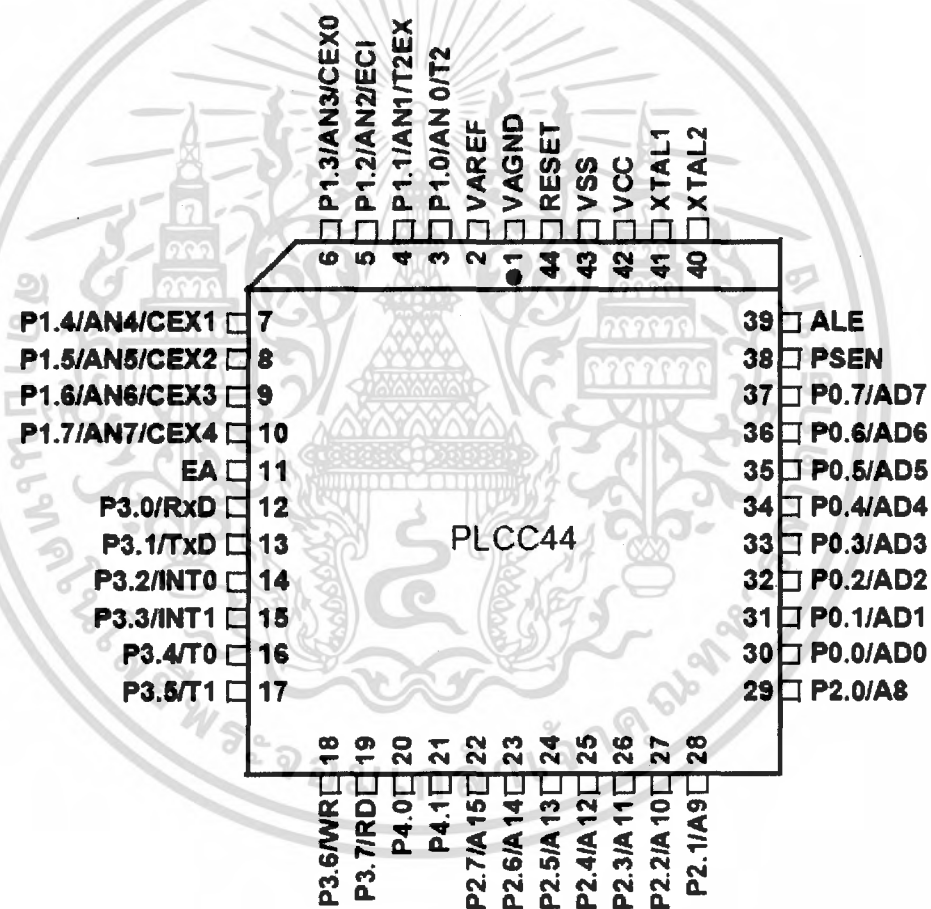 P1.3/AN3/CEX0
P1.2/AN2/ECI
P1.1/AN1/T2EX
P1.0/AN 0/T2
VAREF
VAGND
RESET
VSS
VCC
XTAL1
XTAL2
6 5 4 3 2 1 44 43 42 41 40
P1.4/AN4/CEX1 7
P1.5/AN5/CEX2 8
P1.6/AN6/CEX3 9
P1.7/AN7/CEX4 10
EA 11
P3.0/RxD 12
P3.1/TxD 13
P3.2/INT0 14
P3.3/INT1 15
P3.4/T0 16
P3.5/T1 17
PLCC44
39 ALE
38 PSEN
37 P0.7/AD7
36 P0.6/AD6
35 P0.5/AD5
34 P0.4/AD4
33 P0.3/AD3
32 P0.2/AD2
31 P0.1/AD1
30 P0.0/AD0
29 P2.0/A8
18 19 20 21 22 23 24 25 26 27 28
P3.6/WR
P3.7/RD
P4.0
P4.1
P2.7/A15
P2.6/A14
P2.5/A13
P2.4/A12
P2.3/A11
P2.2/A10
P2.1/A9